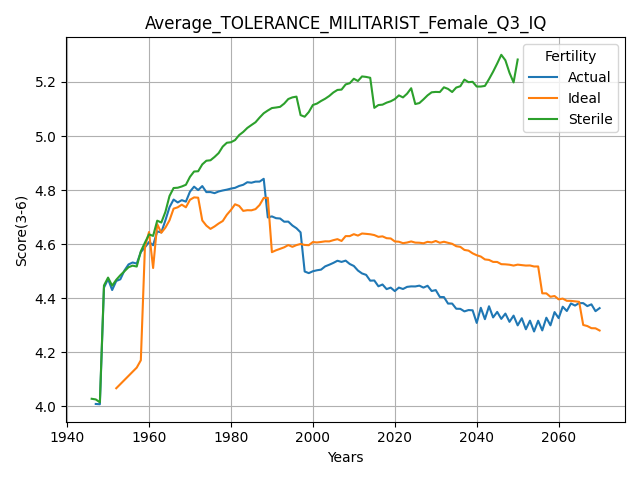 Average_TOLERANCE_MILITARIST_Female_Q3_IQ
Fertility
Actual
Ideal
Sterile
Score(3-6)
5.2
5.0
4.8
4.6
4.4
4.2
4.0
1940 1960 1980 2000 2020 2040 2060
Years